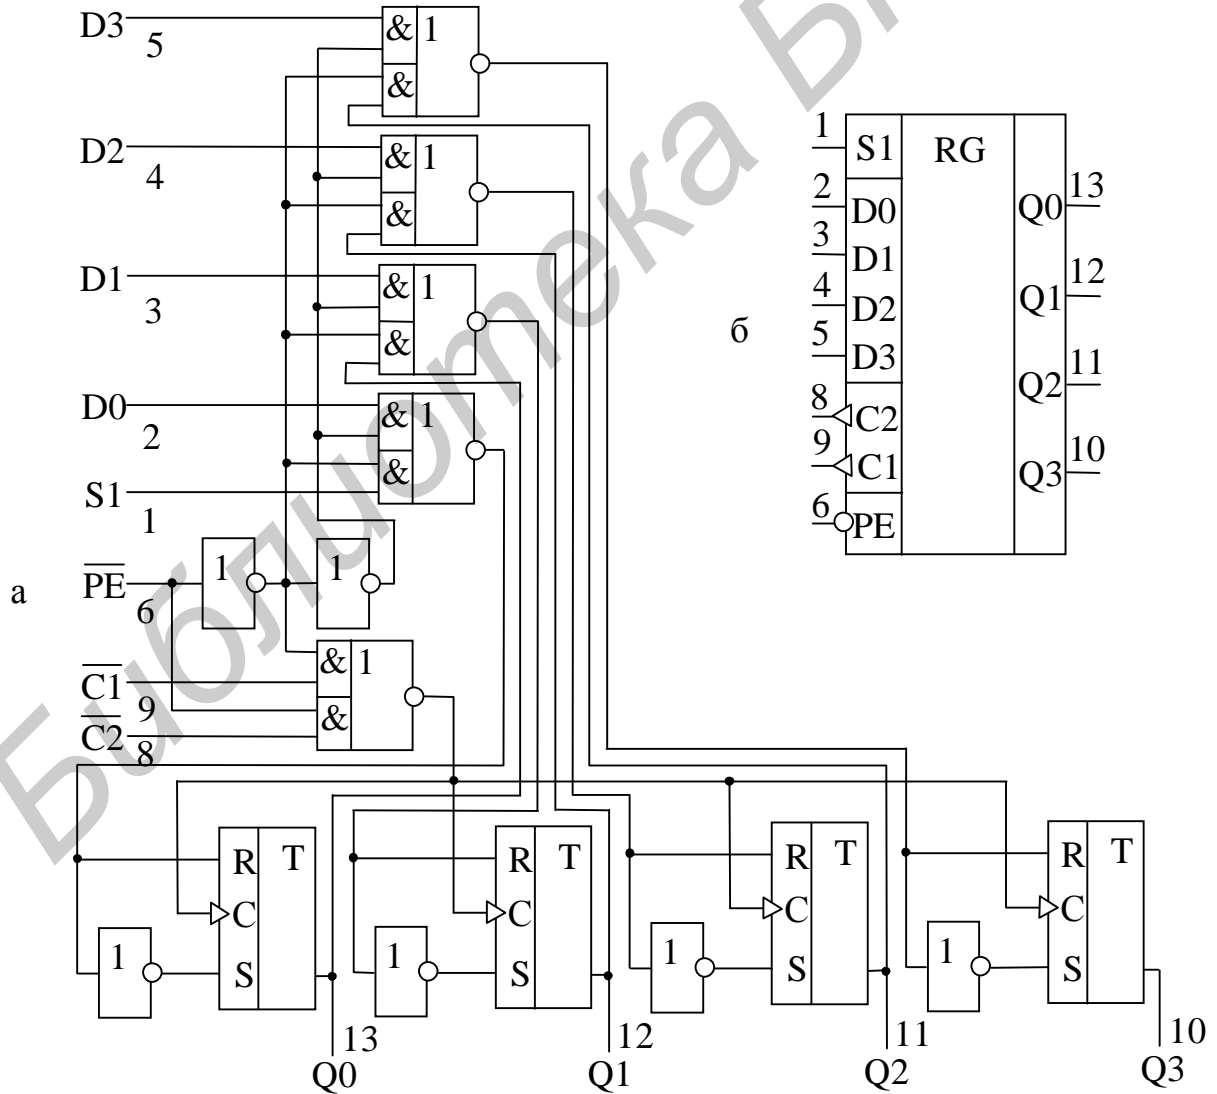 D3 5 & 1
&
D2 4 & 1
&
D1 3 & 1
&
D0 2 & 1
&
S1 1
PE 6 1 1
а
C1 9 & 1
C2 8 &
R T
C
S
1
13
Q0
R T
C
S
1
12
Q1
R T
C
S
1
11
Q2
R T
C
S
1
10
Q3
б
1 S1 RG
2 D0 Q0 13
3 D1
4 D2 Q1 12
5 D3
8 C2 Q2 11
9 C1 Q3 10
6 PE
Библиотека